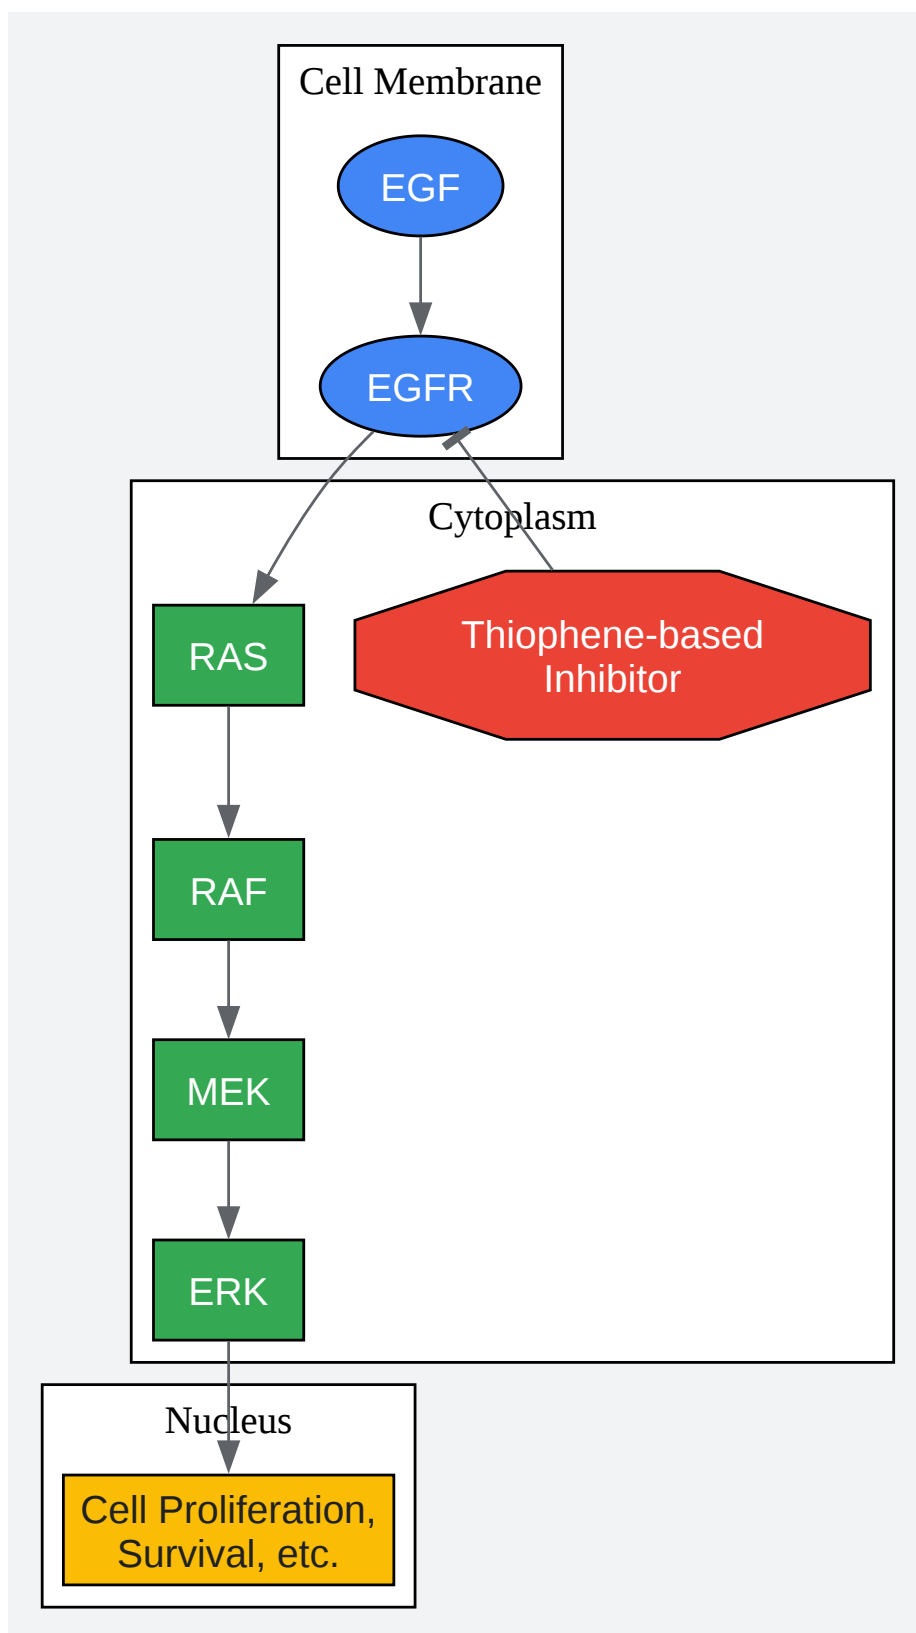 Cell Membrane
EGF
EGFR
Cytoplasm
RAS
Thiophene-based
Inhibitor
RAF
MEK
ERK
Nucleus
Cell Proliferation,
Survival, etc.